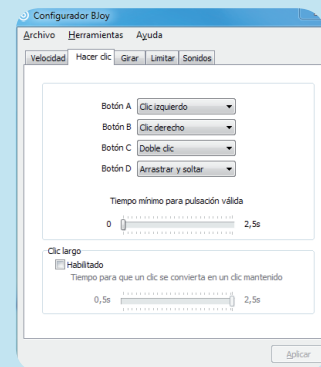 Configurador BJoy
Archivo Herramientas Ayuda
Velocidad Hacer clic Girar Limitar Sonidos
Botón A Clic izquierdo
Botón B Clic derecho
Botón C Doble clic
Botón D Arrastrar y soltar
Tiempo mínimo para pulsación válida
0 2,5s
Clic largo
Habilitado
Tiempo para que un clic se convierta en un clic mantenido
0,5s 2,5s
Aplicar